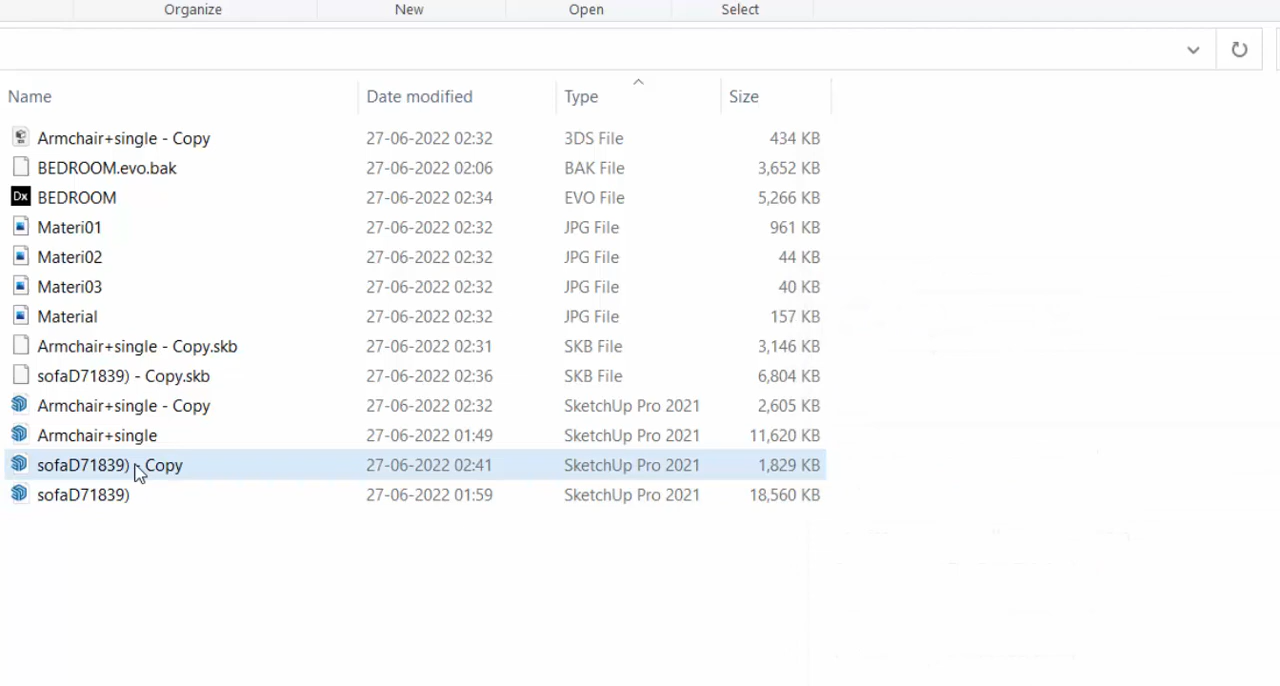 Organize New Open Select
Name Date modified Type Size
Armchair+single - Copy 27-06-2022 02:32 3DS File 434 KB
BEDROOM.evo.bak 27-06-2022 02:06 BAK File 3,652 KB
Dx BEDROOM 27-06-2022 02:34 EVO File 5,266 KB
Materi01 27-06-2022 02:32 JPG File 961 KB
Materi02 27-06-2022 02:32 JPG File 44 KB
Materi03 27-06-2022 02:32 JPG File 40 KB
Material 27-06-2022 02:32 JPG File 157 KB
Armchair+single - Copy.skb 27-06-2022 02:31 SKB File 3,146 KB
sofaD71839) - Copy.skb 27-06-2022 02:36 SKB File 6,804 KB
Armchair+single - Copy 27-06-2022 02:32 SketchUp Pro 2021 2,605 KB
Armchair+single 27-06-2022 01:49 SketchUp Pro 2021 11,620 KB
sofaD71839) - Copy 27-06-2022 02:41 SketchUp Pro 2021 1,829 KB
sofaD71839) 27-06-2022 01:59 SketchUp Pro 2021 18,560 KB